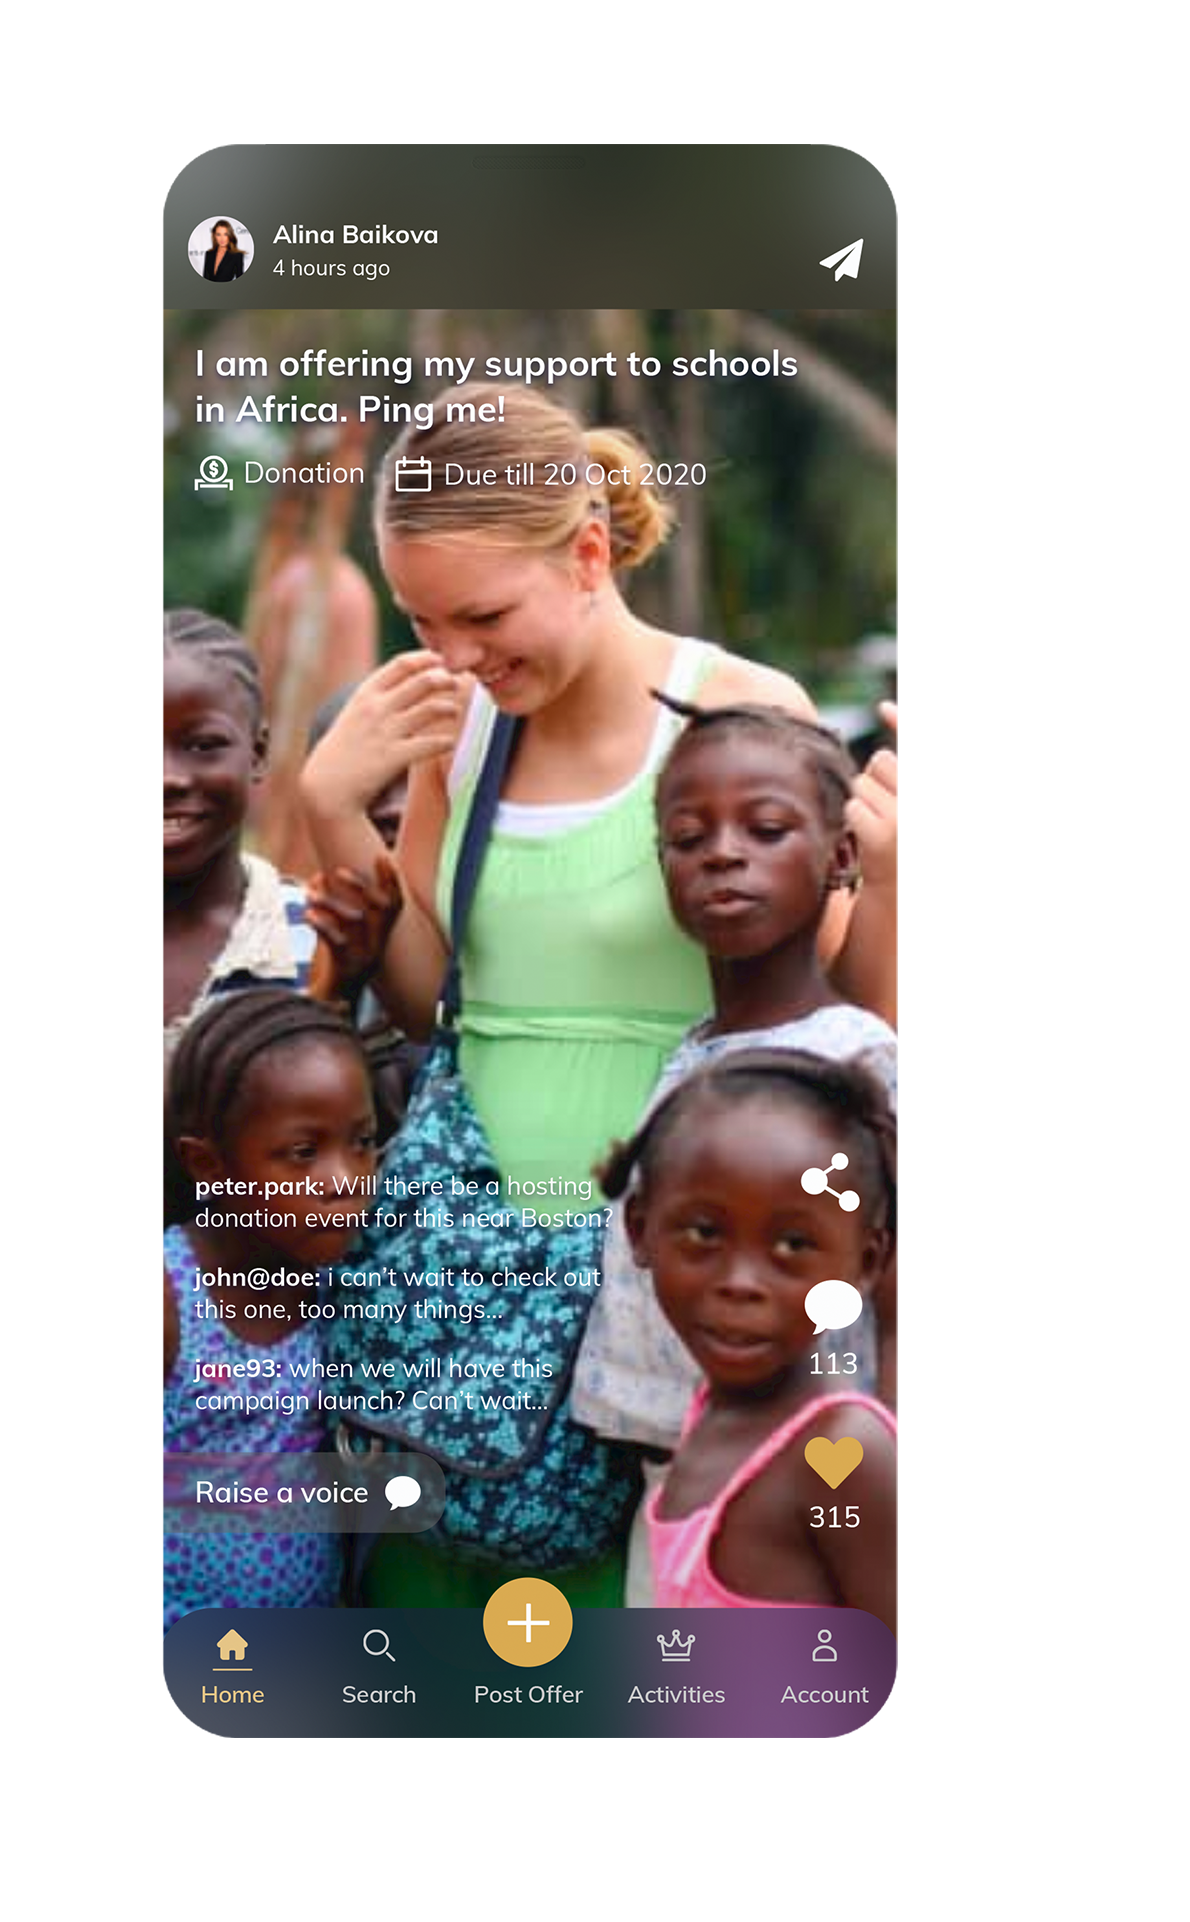 Alina Baikova
4 hours ago
I am offering my support to schools
in Africa. Ping me!
Donation
Due till 20 Oct 2020
peter.park: Will there be a hosting
donation event for this near Boston?
john@doe: i can’t wait to check out
this one, too many things...
jane93: when we will have this
campaign launch? Can’t wait...
113
315
Raise a voice
Home
Search
Post Offer
Activities
Account